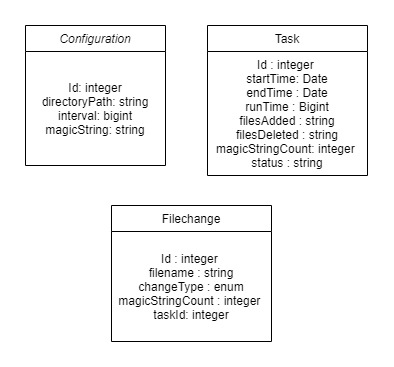 Configuration
Id: integer
directoryPath: string
interval: bigint
magicString: string
Task
Id : integer
startTime: Date
endTime : Date
runTime : Bigint
filesAdded : string
filesDeleted : string
magicStringCount: integer
status : string
Filechange
Id : integer
filename : string
changeType : enum
magicStringCount : integer
taskId: integer